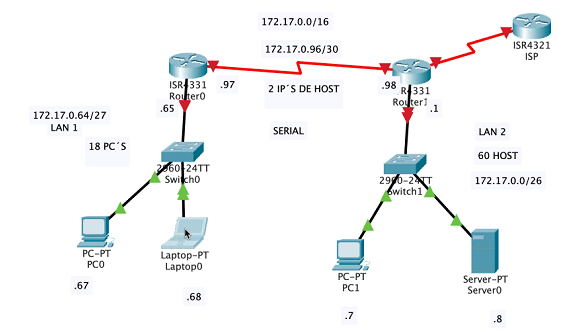 172.17.0.0/16
ISR4321
ISP
172.17.0.96/30
ISR4331
Router0
.97
2 IP´S DE HOST
.98
R4331
Router1
.1
.65
172.17.0.64/27
LAN 1
18 PC´S
SERIAL
LAN 2
60 HOST
172.17.0.0/26
2960-24TT
Switch0
2960-24TT
Switch1
PC-PT
PC0
Laptop-PT
Laptop0
PC-PT
PC1
Server-PT
Server0
.67
.68
.7
.8